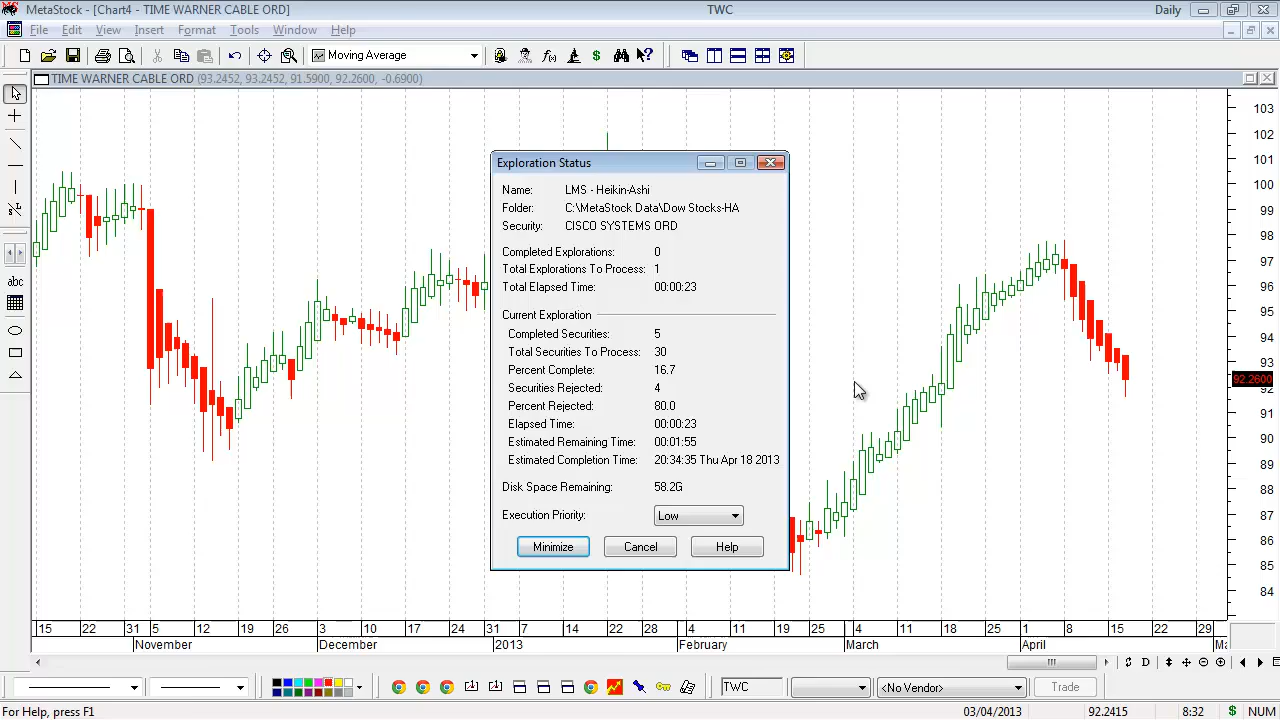 MetaStock - [Chart4 - TIME WARNER CABLE ORD] TWC Daily
File Edit View Insert Format Tools Window Help
Moving Average
TIME WARNER CABLE ORD (93.2452, 93.2452, 91.5900, 92.2600, -0.6900)
103
102
101
100
99
98
97
96
95
94
93
92.2600
92
91
90
89
88
87
86
85
84
abc
Exploration Status
Name: LMS - Heikin-Ashi
Folder: C:\MetaStock Data\Dow Stocks-HA
Security: CISCO SYSTEMS ORD
Completed Explorations: 0
Total Explorations To Process: 1
Total Elapsed Time: 00:00:23
Current Exploration
Completed Securities: 5
Total Securities To Process: 30
Percent Complete: 16.7
Securities Rejected: 4
Percent Rejected: 80.0
Elapsed Time: 00:00:23
Estimated Remaining Time: 00:01:55
Estimated Completion Time: 20:34:35 Thu Apr 18 2013
Disk Space Remaining: 58.2G
Execution Priority: Low
Minimize Cancel Help
15 22 31 5 12 19 26 3 10 17 24 31 7 14 22 28 4 11 19 25 4 11 18 25 1 8 15 22 29
November December 2013 February March April
D
TWC <No Vendor> Trade
For Help, press F1 03/04/2013 92.2415 8:32 $ NUM